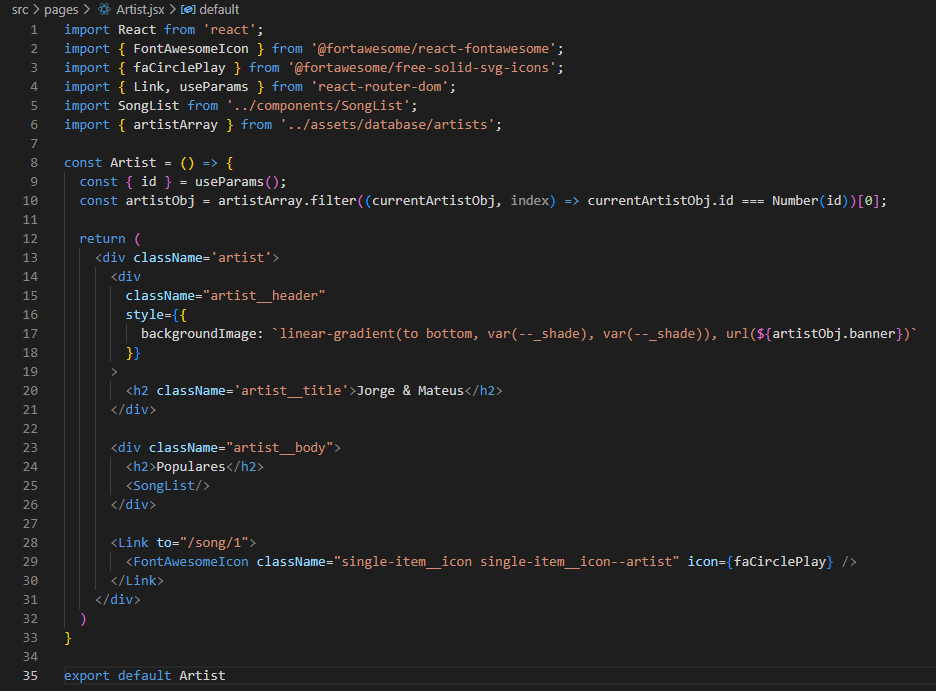 src > pages > Artist.jsx > default
1 import React from 'react';
2 import { FontAwesomeIcon } from '@fortawesome/react-fontawesome';
3 import { faCirclePlay } from '@fortawesome/free-solid-svg-icons';
4 import { Link, useParams } from 'react-router-dom';
5 import SongList from '../components/SongList';
6 import { artistArray } from '../assets/database/artists';
7
8 const Artist = () => {
9   const { id } = useParams();
10   const artistObj = artistArray.filter((currentArtistObj, index) => currentArtistObj.id === Number(id))[0];
11
12   return (
13     <div className='artist'>
14       <div
15         className="artist__header"
16         style={{
17           backgroundImage: `linear-gradient(to bottom, var(--_shade), var(--_shade)), url(${artistObj.banner})`
18         }}
19       >
20         <h2 className='artist__title'>Jorge & Mateus</h2>
21       </div>
22
23       <div className="artist__body">
24         <h2>Populares</h2>
25         <SongList/>
26       </div>
27
28       <Link to="/song/1">
29         <FontAwesomeIcon className="single-item__icon single-item__icon--artist" icon={faCirclePlay} />
30       </Link>
31     </div>
32   )
33 }
34
35 export default Artist